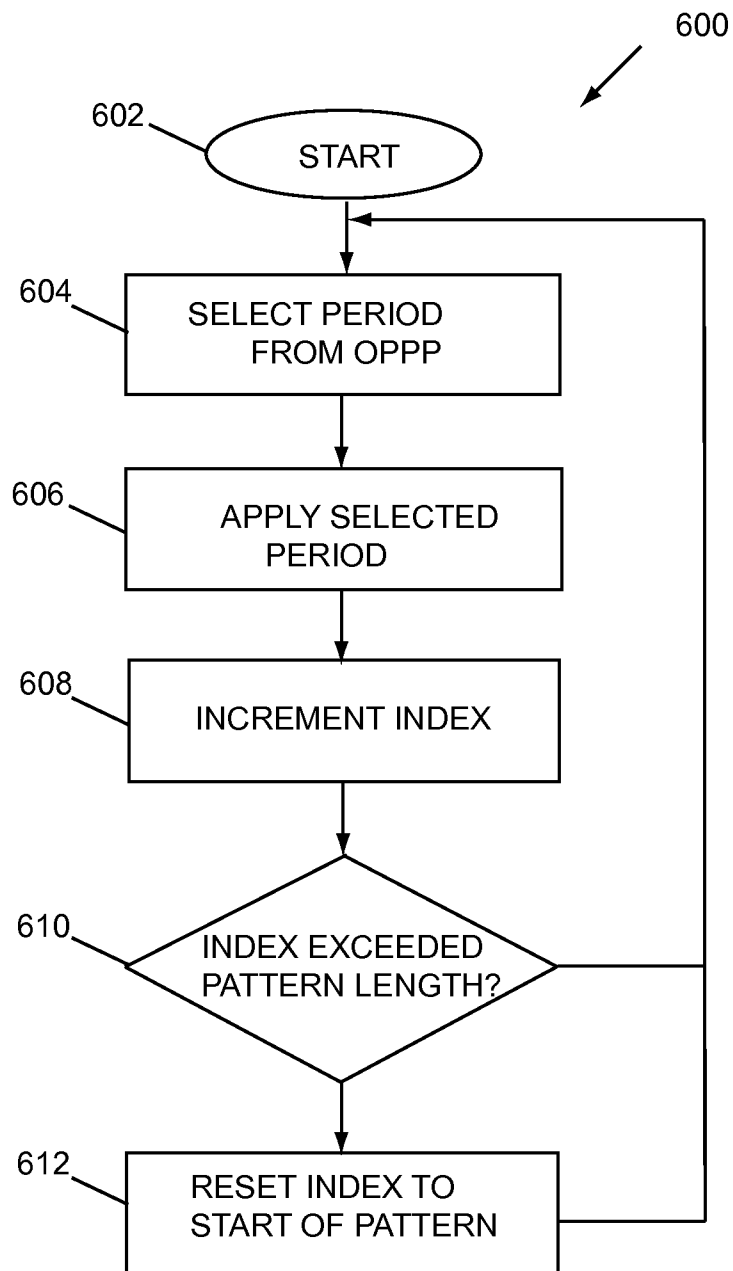 600
602
START
604
SELECT PERIOD
FROM OPPP
606
APPLY SELECTED
PERIOD
608
INCREMENT INDEX
610
INDEX EXCEEDED
PATTERN LENGTH?
612
RESET INDEX TO
START OF PATTERN